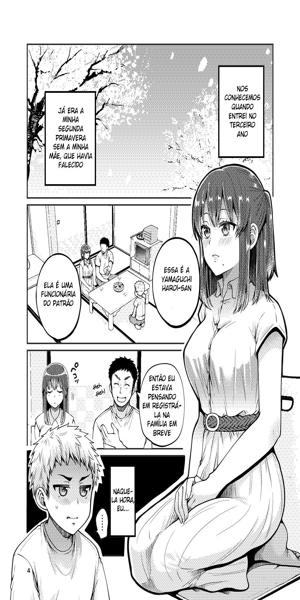 NOS
CONHECEMOS
QUANDO
ENTREI NO
TERCEIRO
ANO
JÁ ERA A
MINHA
SEGUNDA
PRIMAVERA
SEM A MINHA
MÃE, QUE HAVIA
FALECIDO
ESSA É A
YAMAGUCHI
HAROI-SAN
ELA É UMA
FUNCIONÁRIA
DO PATRÃO
ENTÃO EU
ESTAVA
PENSANDO
EM REGISTRÁ-
LA NA
FAMÍLIA EM
BREVE
NAQUE-
LA HORA,
EU...